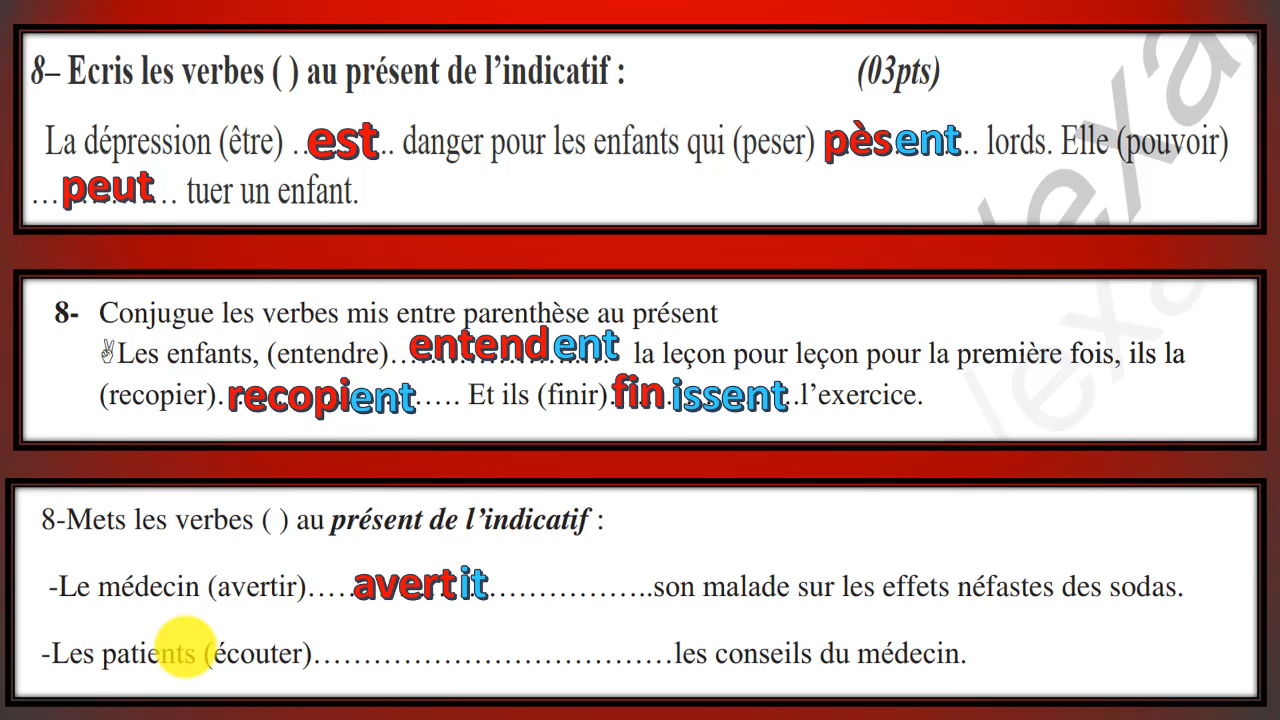 8– Ecris les verbes ( ) au présent de l’indicatif : (03pts)
La dépression (être) ..est.. danger pour les enfants qui (peser) pèsent.. lords. Elle (pouvoir)
...peut.. tuer un enfant.
8- Conjugue les verbes mis entre parenthèse au présent
✌Les enfants, (entendre)..entendent la leçon pour leçon pour la première fois, ils la
(recopier).recopient….. Et ils (finir).finissent.l’exercice.
8-Mets les verbes ( ) au présent de l’indicatif :
-Le médecin (avertir)……avertit………………..son malade sur les effets néfastes des sodas.
-Les patients (écouter)………………………………les conseils du médecin.
lexa
lexa